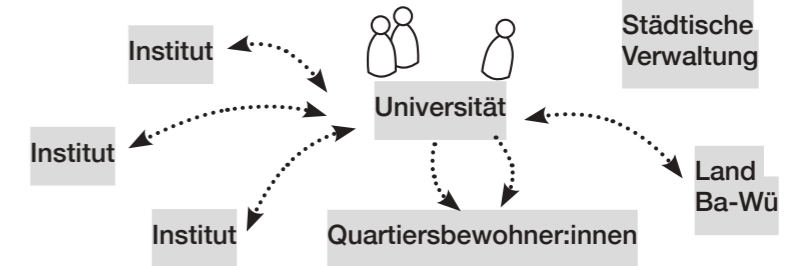 Institut
Städtische
Verwaltung
Universität
Institut
Land
Ba-Wü
Institut
Quartiersbewohner:innen